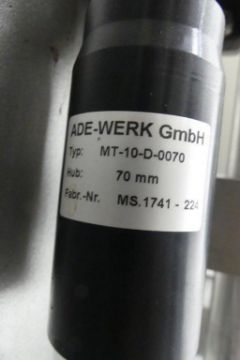 ADE-WERK GmbH
Typ: MT-10-D-0070
Hub: 70 mm
Fabr.-Nr. MS.1741 - 224